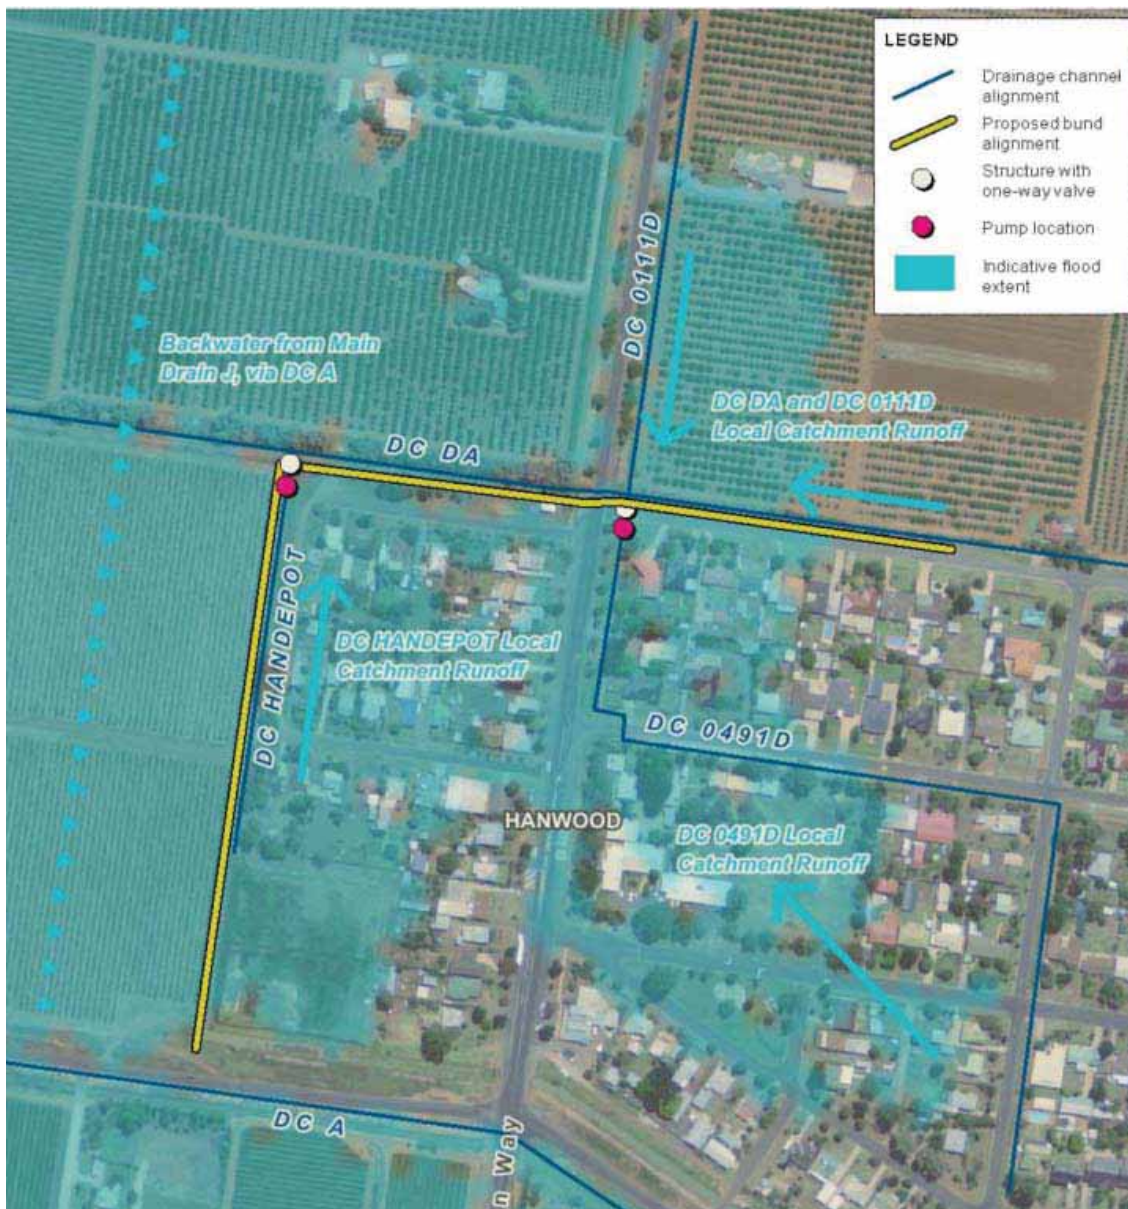 LEGEND
Drainage channel
alignment
Proposed bund
alignment
Structure with
one-way valve
Pump location
Indicative flood
extent
DC 0111D
Backwater from Main
Drain J, via DC A
DC DA and DC 0111D
Local Catchment Runoff
DC DA
DC HANDEPOT
DC HANDEPOT Local
Catchment Runoff
DC 0491D
HANWOOD
DC 0491D Local
Catchment Runoff
DC A
n Way